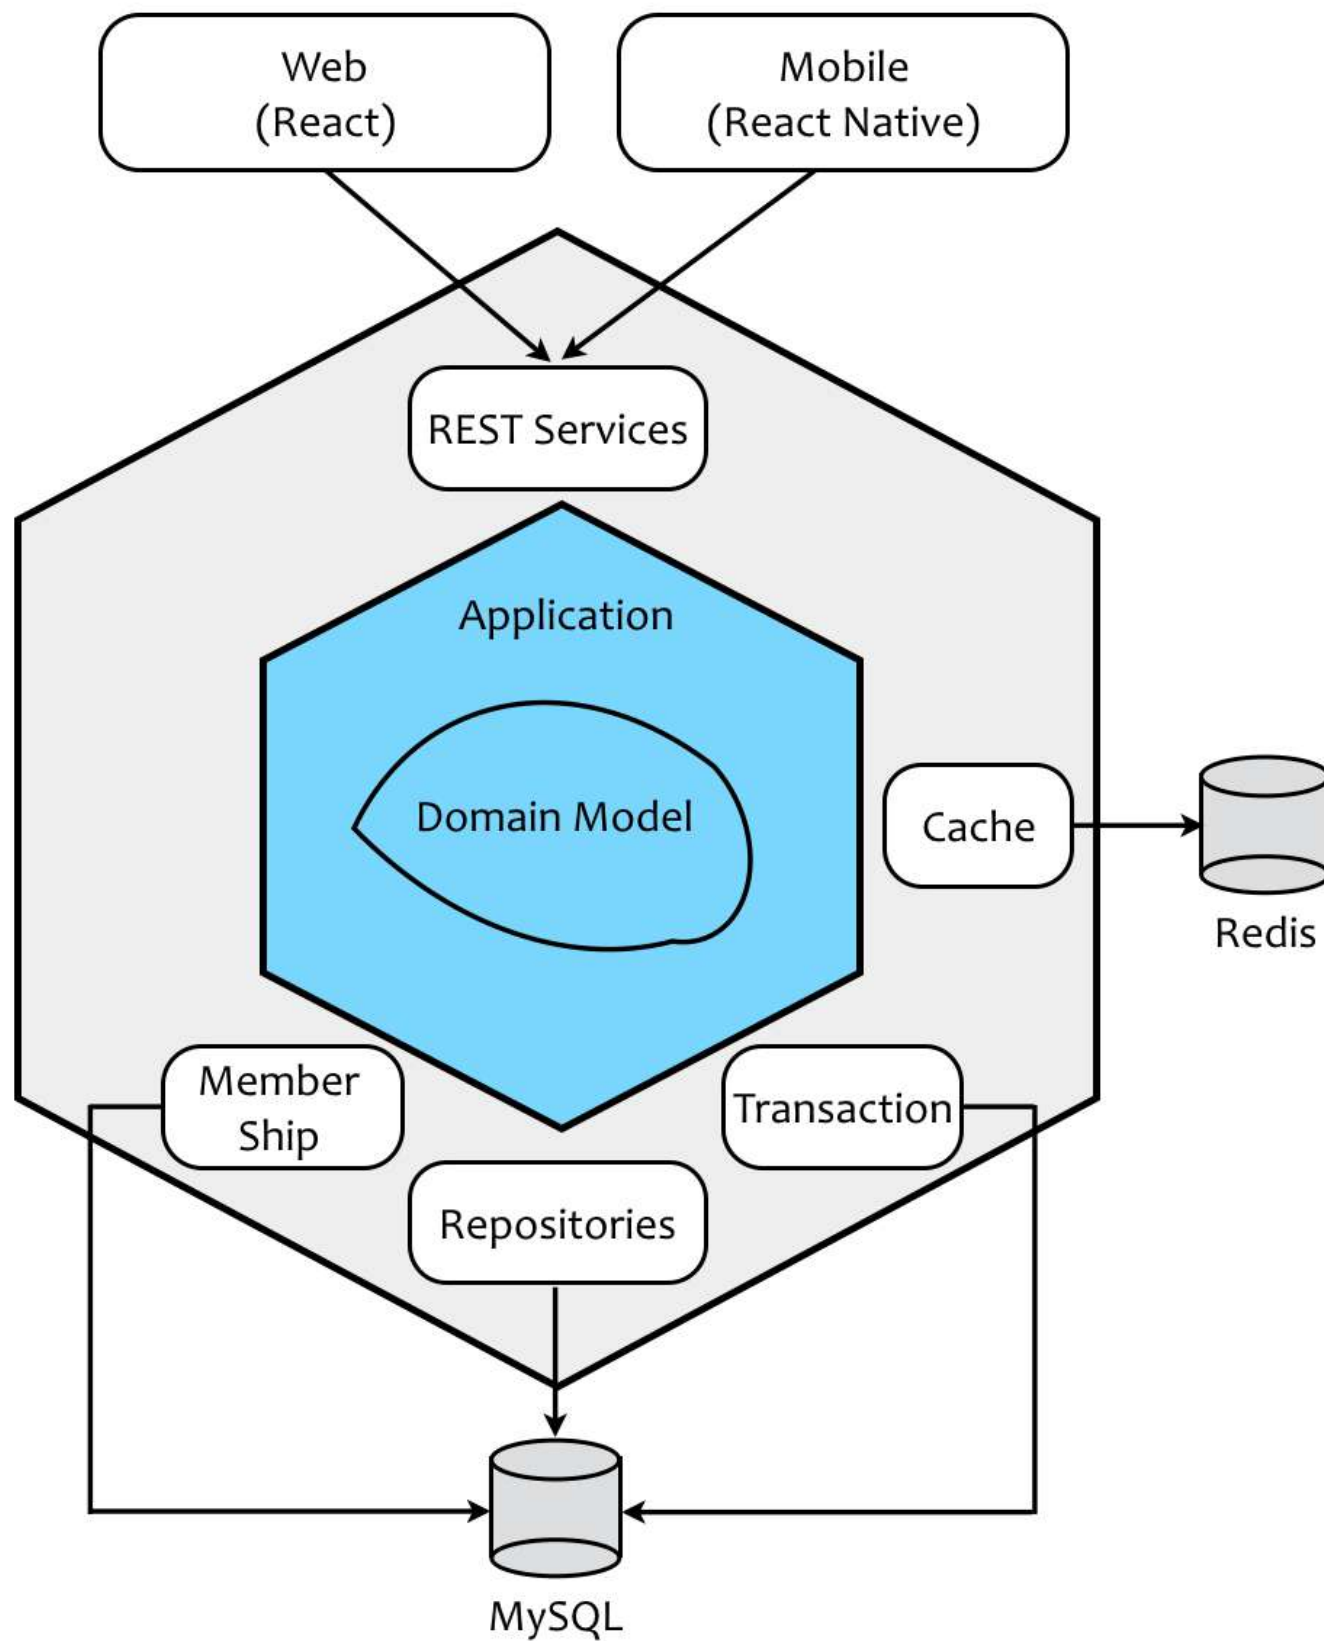 Web
(React)
Mobile
(React Native)
REST Services
Application
Domain Model
Cache
Redis
Member
Ship
Transaction
Repositories
MySQL